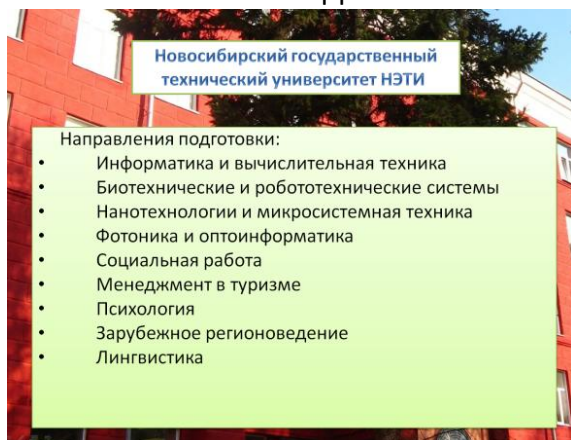 Новосибирский государственный
технический университет НЭТИ
Направления подготовки:
• Информатика и вычислительная техника
• Биотехнические и робототехнические системы
• Нанотехнологии и микросистемная техника
• Фотоника и оптоинформатика
• Социальная работа
• Менеджмент в туризме
• Психология
• Зарубежное регионоведение
• Лингвистика